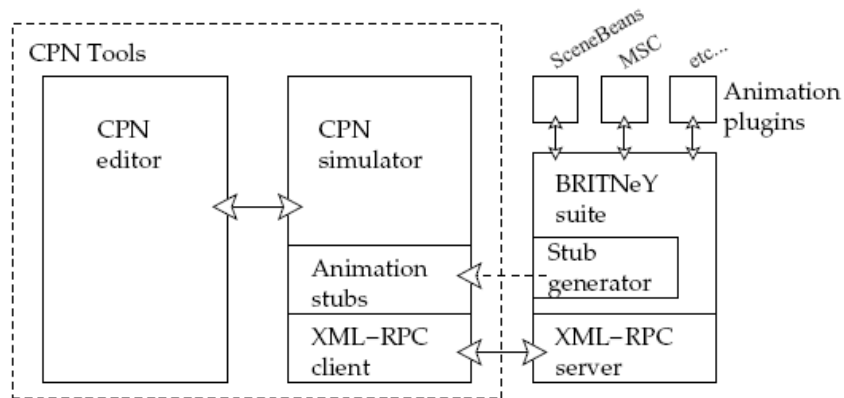 CPN Tools
CPN
editor
CPN
simulator
Animation
stubs
XML-RPC
client
SceneBeans
MSC
etc...
Animation
plugins
BRITNeY
suite
Stub
generator
XML-RPC
server